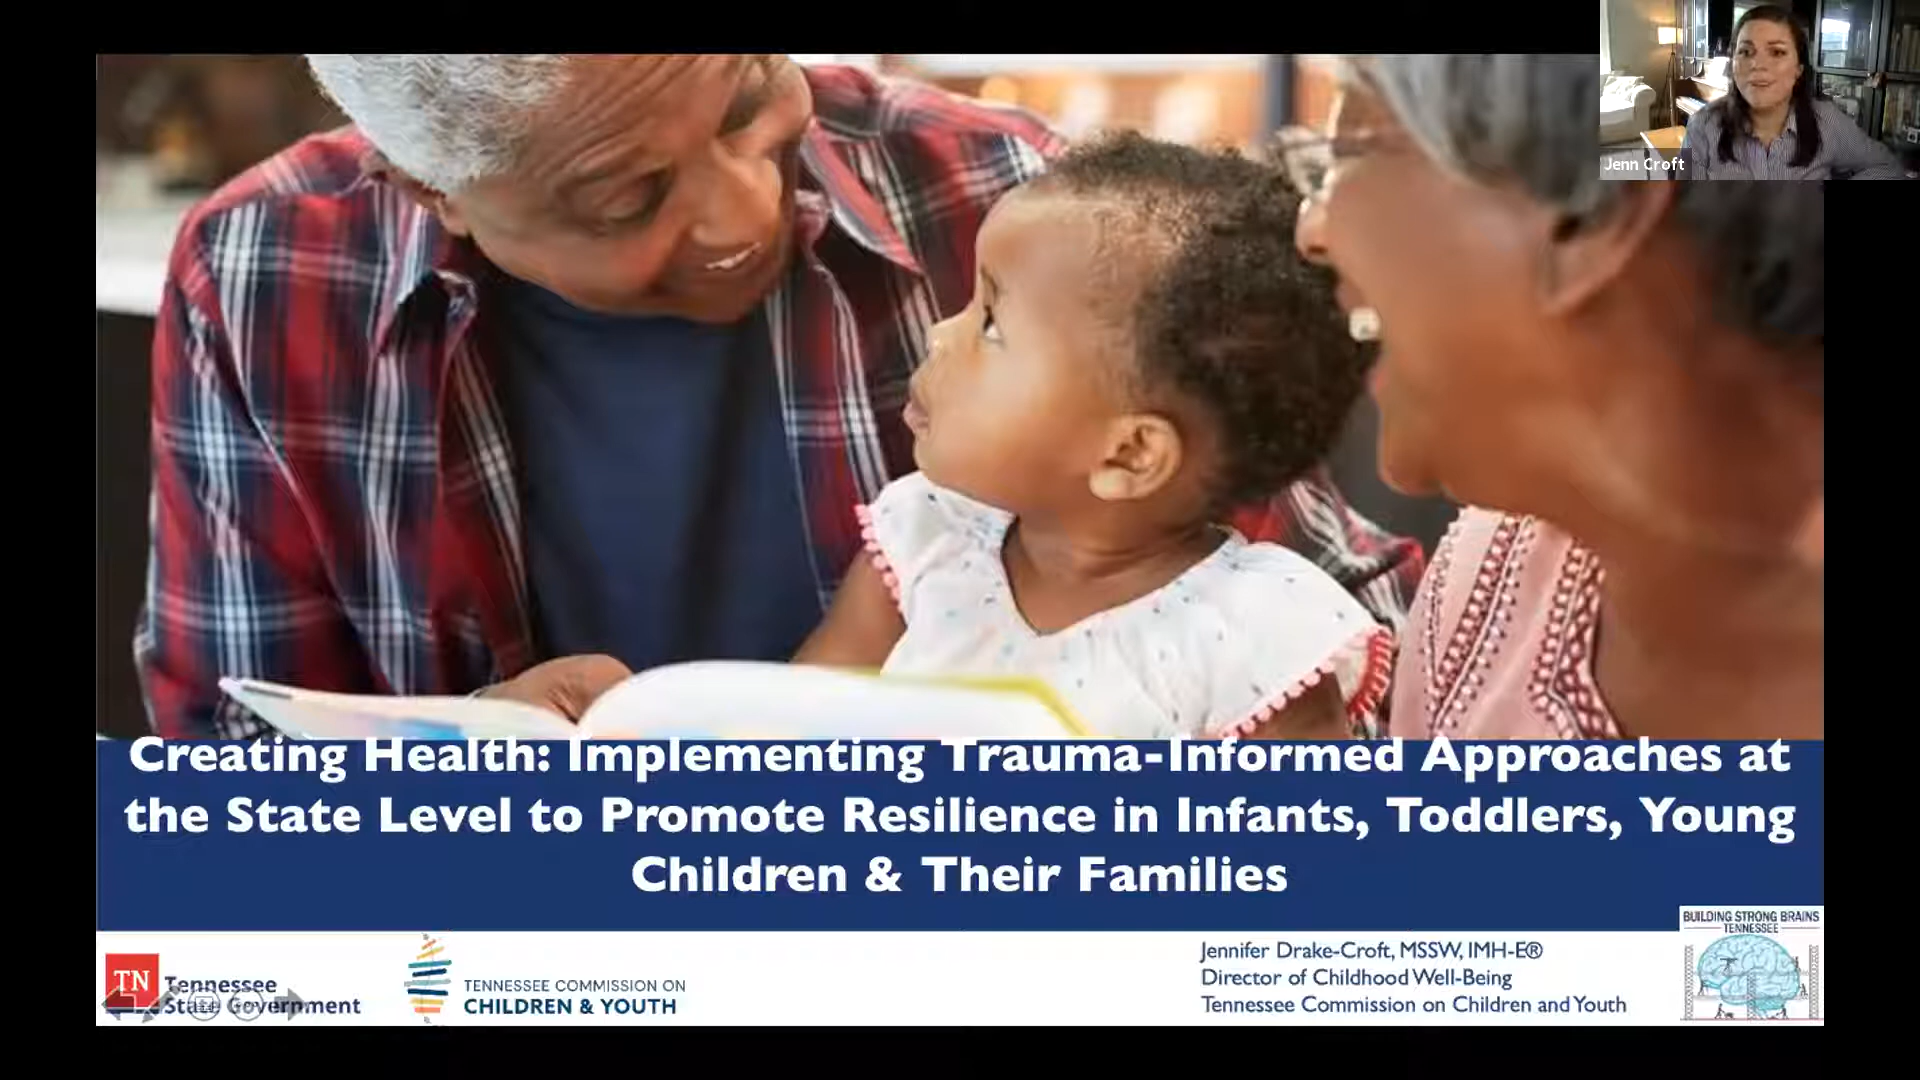 Jenn Croft
Creating Health: Implementing Trauma-Informed Approaches at
the State Level to Promote Resilience in Infants, Toddlers, Young
Children & Their Families
TN
Tennessee
State Government
TENNESSEE COMMISSION ON
CHILDREN & YOUTH
Jennifer Drake-Croft, MSSW, IMH-E®
Director of Childhood Well-Being
Tennessee Commission on Children and Youth
BUILDING STRONG BRAINS
TENNESSEE